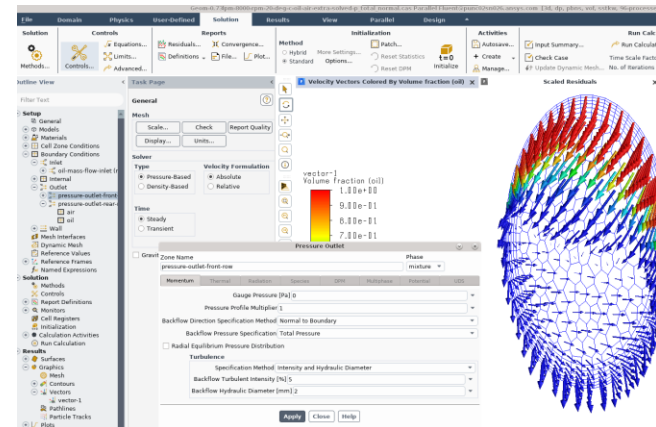 File Domain Physics User-Defined Solution Results View Parallel Design
Solution Controls Reports Initialization Activities Run Calcul
Methods... Controls... Equations... Limits... Advanced...
Residuals... Convergence...
Definitions File... Plot...
Method
Hybrid More Settings...
Standard Options...
Patch...
Reset Statistics
Reset DPM
t=0
Initialize
Autosave...
Create
Manage...
Input Summary...
Check Case
Update Dynamic Mesh...
Run Calculat
Time Scale Facto
No. of Iterations
Outline View
Filter Text
Setup
General
Models
Materials
Cell Zone Conditions
Boundary Conditions
Inlet
oil-mass-flow-inlet
Internal
Outlet
pressure-outlet-front
pressure-outlet-rear-
air
oil
Wall
Mesh Interfaces
Dynamic Mesh
Reference Values
Reference Frames
Named Expressions
Solution
Methods
Controls
Report Definitions
Monitors
Cell Registers
Initialization
Calculation Activities
Run Calculation
Results
Surfaces
Graphics
Mesh
Contours
Vectors
vector-1
Pathlines
Particle Tracks
Plots
Task Page
General
Mesh
Scale... Check Report Quality
Display... Units...
Solver
Type Velocity Formulation
Pressure-Based Absolute
Density-Based Relative
Time
Steady
Transient
Gravit
Velocity Vectors Colored By Volume fraction (oil)
Scaled Residuals
vector-1
Volume fraction (oil)
1.00e+00
9.00e-01
8.00e-01
7.00e-01
Pressure Outlet
Zone Name Phase
pressure-outlet-front-row mixture
Momentum Thermal Radiation Species DPM Multiphase Potential UDS
Gauge Pressure [Pa] 0
Pressure Profile Multiplier 1
Backflow Direction Specification Method Normal to Boundary
Backflow Pressure Specification Total Pressure
Radial Equilibrium Pressure Distribution
Turbulence
Specification Method Intensity and Hydraulic Diameter
Backflow Turbulent Intensity [%] 5
Backflow Hydraulic Diameter [mm] 2
Apply Close Help